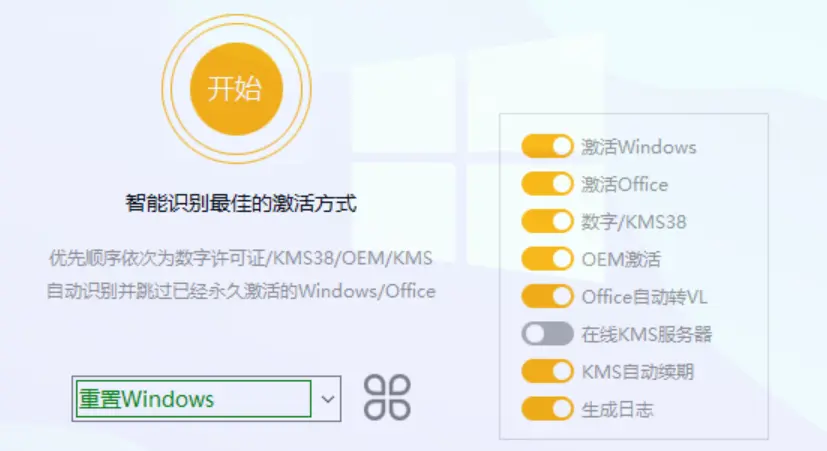 开始
智能识别最佳的激活方式
优先顺序依次为数字许可证/KMS38/OEM/KMS
自动识别并跳过已经永久激活的Windows/Office
重置Windows
激活Windows
激活Office
数字/KMS38
OEM激活
Office自动转VL
在线KMS服务器
KMS自动续期
生成日志